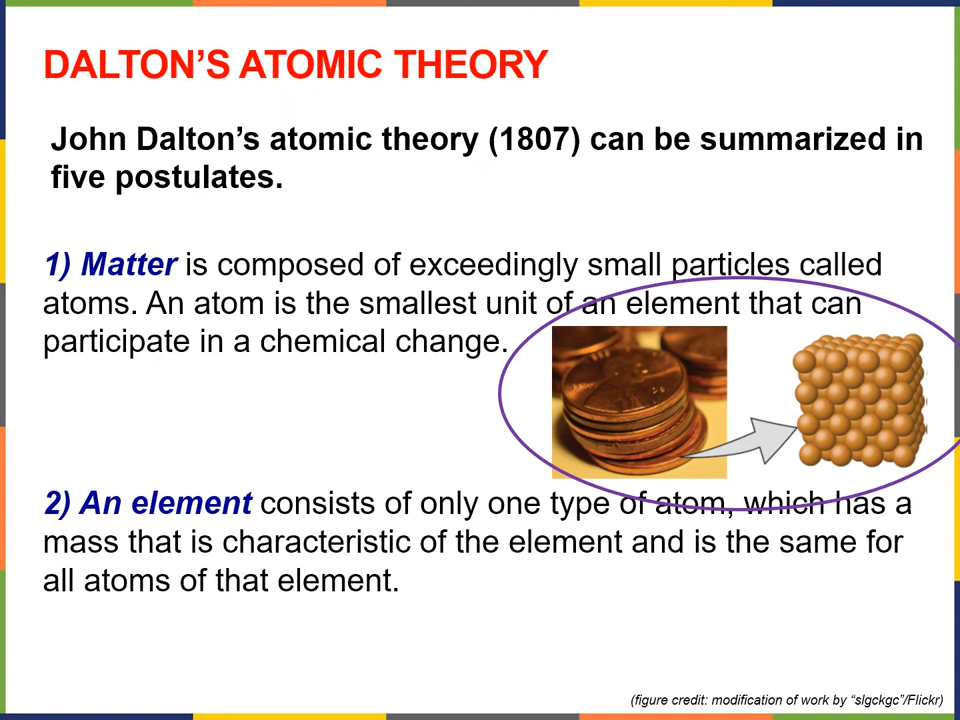 DALTON’S ATOMIC THEORY
John Dalton’s atomic theory (1807) can be summarized in
five postulates.
1) Matter is composed of exceedingly small particles called
atoms. An atom is the smallest unit of an element that can
participate in a chemical change.
2) An element consists of only one type of atom, which has a
mass that is characteristic of the element and is the same for
all atoms of that element.
(figure credit: modification of work by “slgckgc”/Flickr)